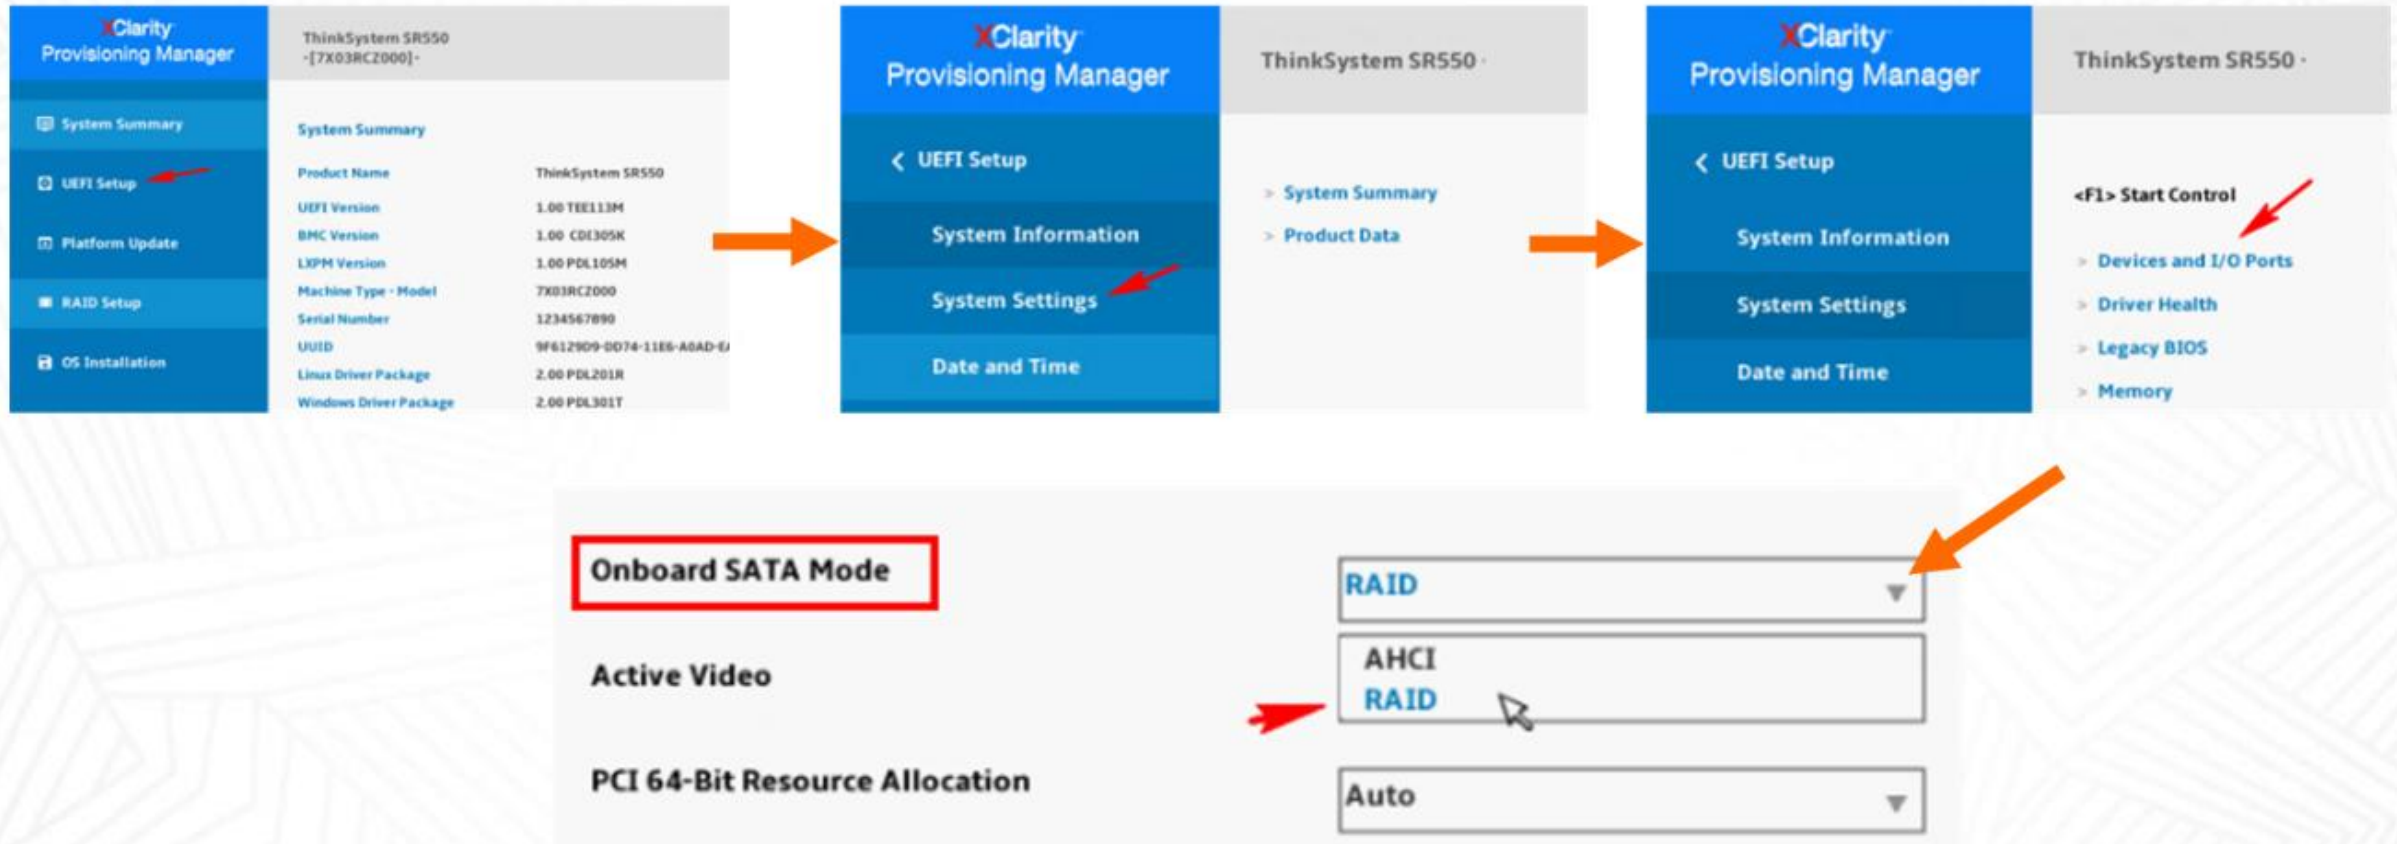 XClarity
Provisioning Manager
ThinkSystem SR550
-[7X03RCZ000]-
System Summary
UEFI Setup
Platform Update
RAID Setup
OS Installation
System Summary
Product Name ThinkSystem SR550
UEFI Version 1.00 TEE113M
BMC Version 1.00 CDI305K
LXPM Version 1.00 PDL105M
Machine Type - Model 7X03RCZ000
Serial Number 1234567890
UUID 9F6129D9-DD74-11E6-A0AD-EA
Linux Driver Package 2.00 PDL201R
Windows Driver Package 2.00 PDL301T
XClarity
Provisioning Manager
ThinkSystem SR550 -
< UEFI Setup
System Information
System Settings
Date and Time
» System Summary
» Product Data
XClarity
Provisioning Manager
ThinkSystem SR550 -
< UEFI Setup
System Information
System Settings
Date and Time
<F1> Start Control
» Devices and I/O Ports
» Driver Health
» Legacy BIOS
» Memory
Onboard SATA Mode
RAID
AHCI
RAID
Active Video
PCI 64-Bit Resource Allocation
Auto